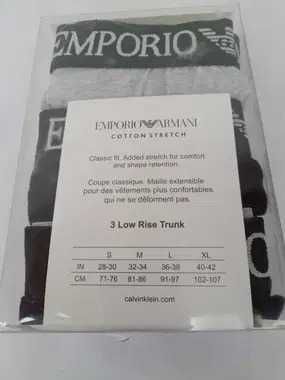 EMPORIO
EM
EMPORIO ARMANI
COTTON STRETCH
Classic fit. Added stretch for comfort
and shape retention.
Coupe classique. Maille extensible
pour des vêtements plus confortables,
qui ne se déforment pas.
3 Low Rise Trunk
S M L XL
IN 28-30 32-34 36-38 40-42
CM 71-76 81-86 91-97 102-107
calvinklein.com
IO